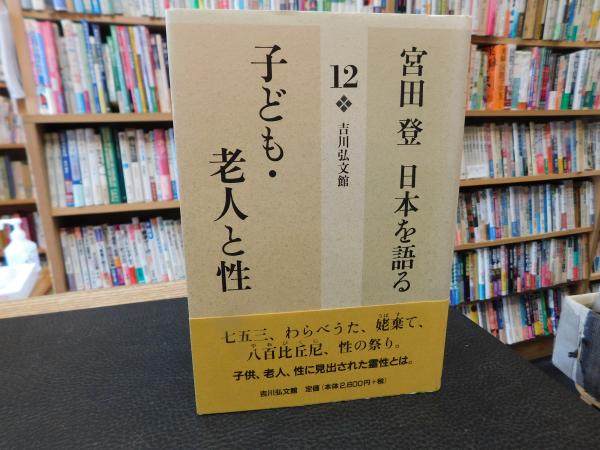 宮田 登 日本を語る
12
吉川弘文館
子ども・
老人と性
七五三、わらべうた、姥棄て、
八百比丘尼、性の祭り。
子供、老人、性に見出された霊性とは。
吉川弘文館 定価(本体2,600円+税)